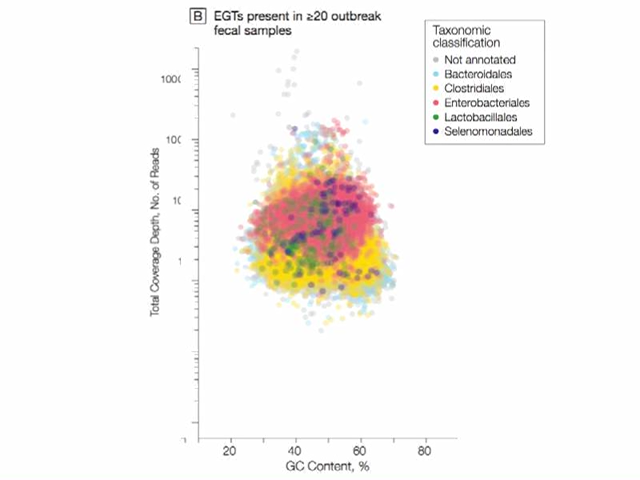 B EGTs present in ≥20 outbreak
fecal samples
Taxonomic
classification
Not annotated
Bacteroidales
Clostridiales
Enterobacteriales
Lactobacillales
Selenomonadales
Total Coverage Depth, No. of Reads
100
10
1
20 40 60 80
GC Content, %